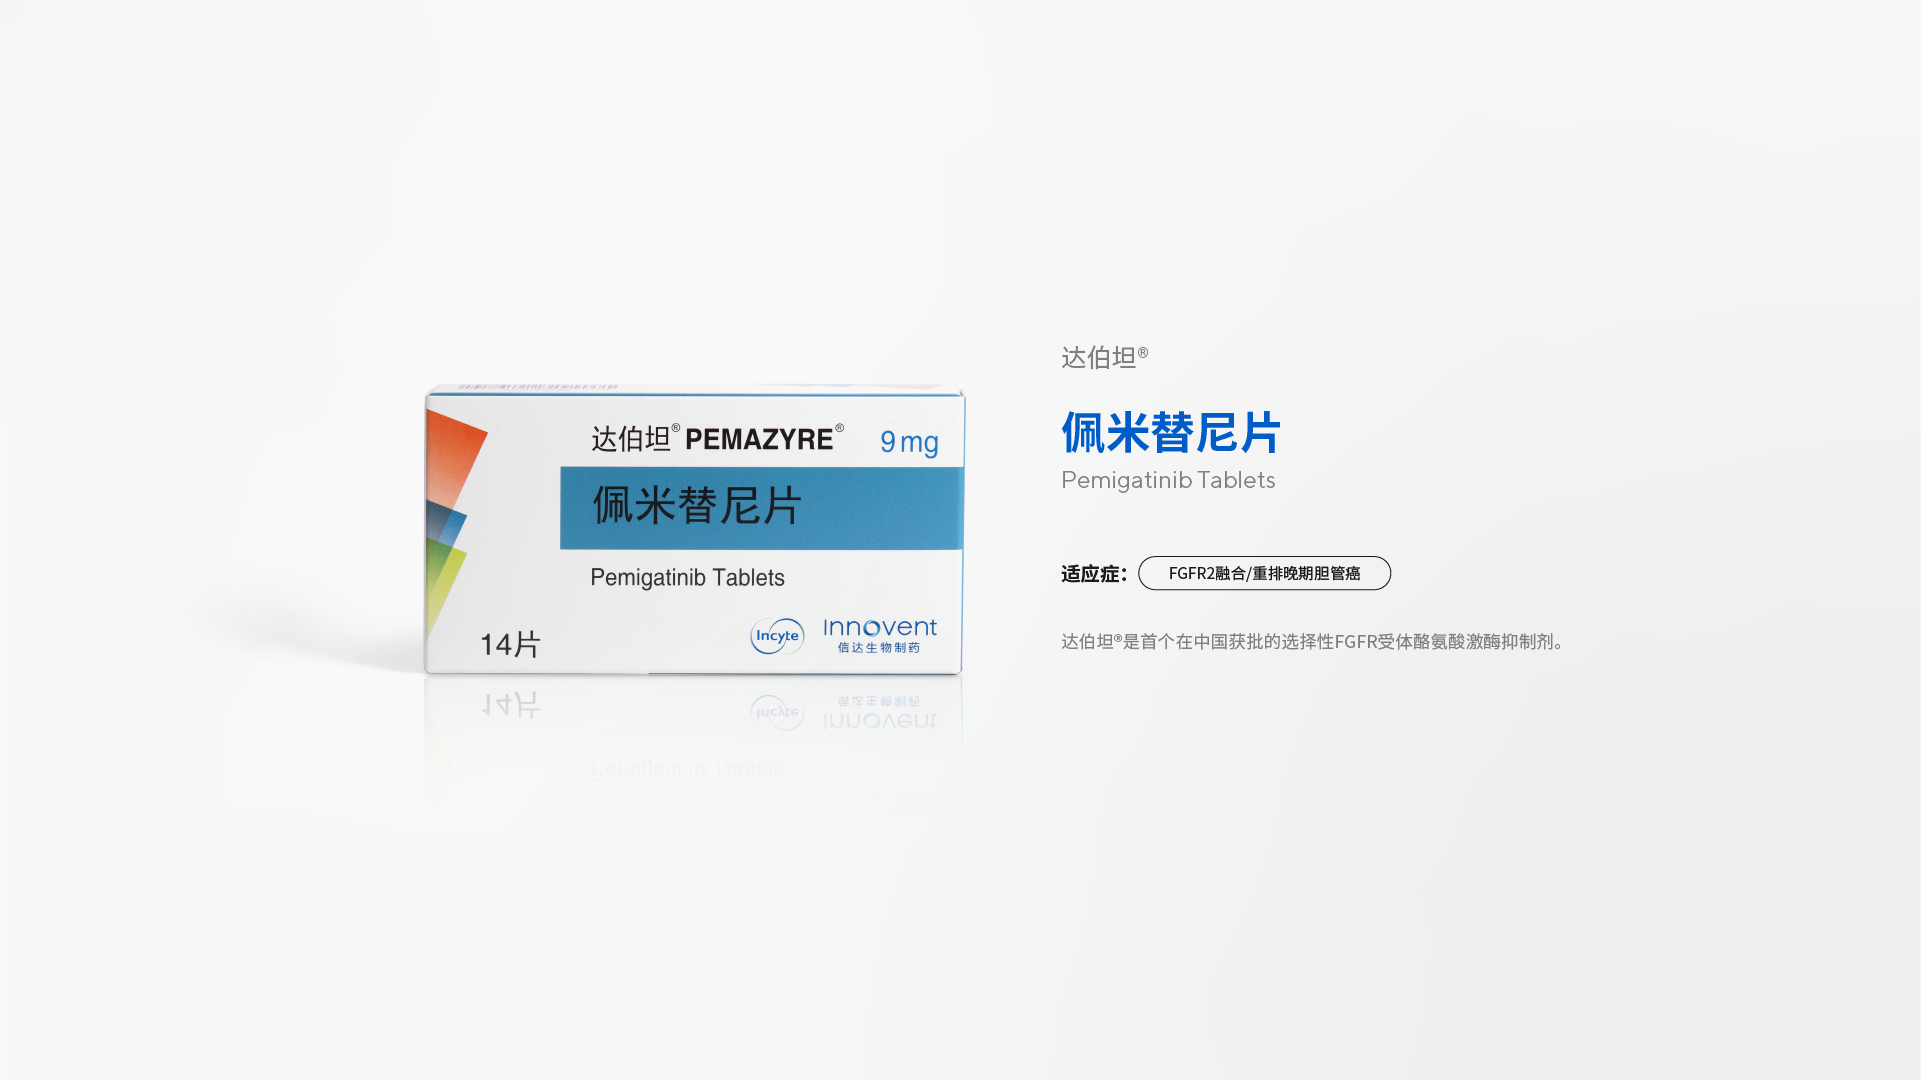 达伯坦® PEMAZYRE® 9 mg
佩米替尼片
Pemigatinib Tablets
14片
Incyte
Innovent
信达生物制药
达伯坦®
佩米替尼片
Pemigatinib Tablets
适应症： FGFR2融合/重排晚期胆管癌
达伯坦®是首个在中国获批的选择性FGFR受体酪氨酸激酶抑制剂。